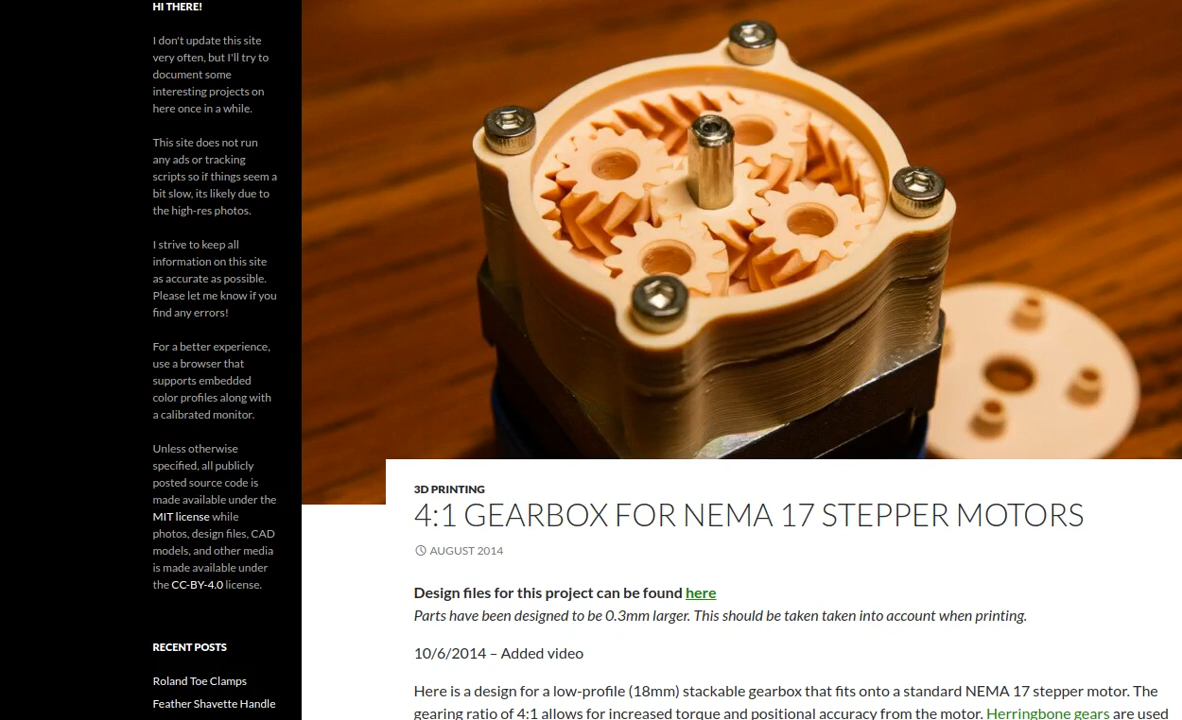 HI THERE!
I don't update this site
very often, but I'll try to
document some
interesting projects on
here once in a while.
This site does not run
any ads or tracking
scripts so if things seem a
bit slow, its likely due to
the high-res photos.
I strive to keep all
information on this site
as accurate as possible.
Please let me know if you
find any errors!
For a better experience,
use a browser that
supports embedded
color profiles along with
a calibrated monitor.
Unless otherwise
specified, all publicly
posted source code is
made available under the
MIT license while
photos, design files, CAD
models, and other media
is made available under
the CC-BY-4.0 license.
RECENT POSTS
Roland Toe Clamps
Feather Shavette Handle
3D PRINTING
4:1 GEARBOX FOR NEMA 17 STEPPER MOTORS
AUGUST 2014
Design files for this project can be found here
Parts have been designed to be 0.3mm larger. This should be taken taken into account when printing.
10/6/2014 – Added video
Here is a design for a low-profile (18mm) stackable gearbox that fits onto a standard NEMA 17 stepper motor. The
gearing ratio of 4:1 allows for increased torque and positional accuracy from the motor. Herringbone gears are used